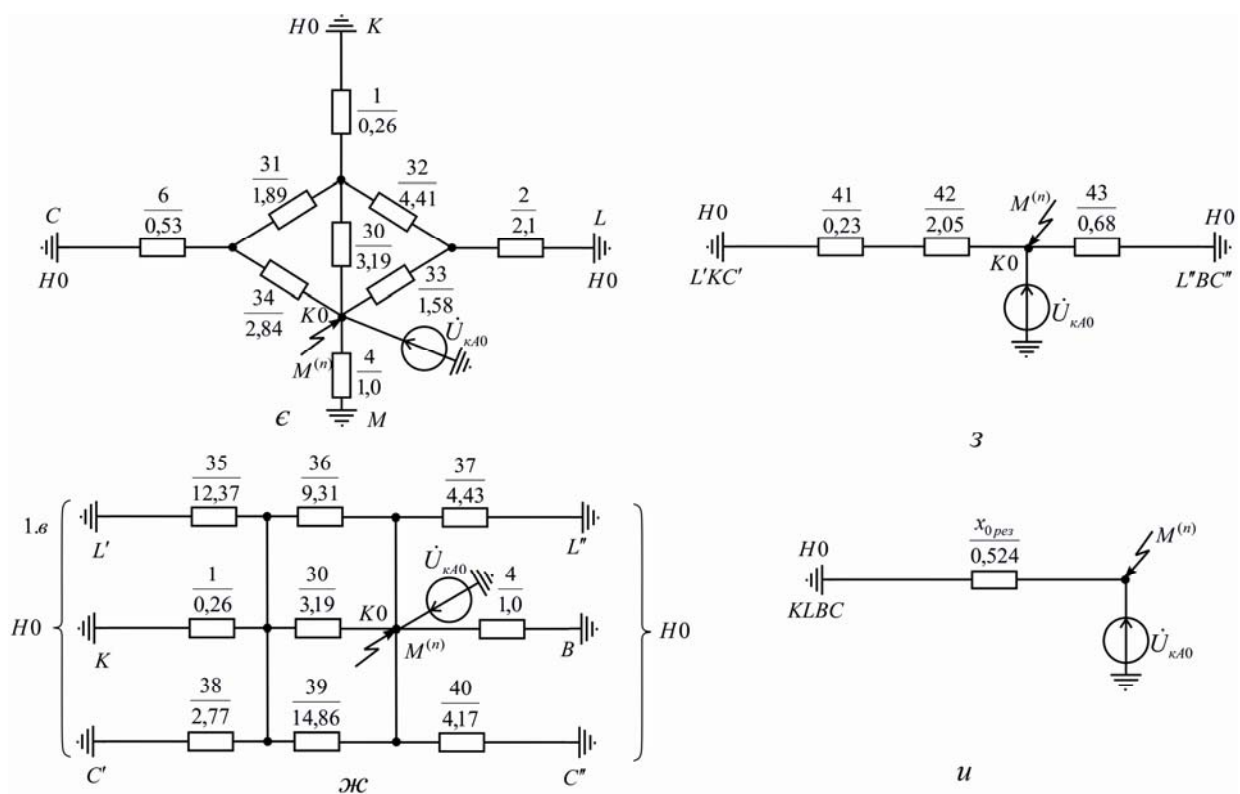 H0 K
1
0,26
31
1,89
32
4,41
6
0,53
2
2,1
C
H0
L
H0
30
3,19
34
2,84
33
1,58
K0
M(n)
U̇кA0
4
1,0
M
є
H0
L'KC'
41
0,23
42
2,05
M(n)
43
0,68
H0
L"BC"
K0
U̇кA0
з
1.в
H0
35
12,37
36
9,31
37
4,43
L'
L"
1
0,26
30
3,19
K0
U̇кA0
4
1,0
K
M(n)
B
H0
38
2,77
39
14,86
40
4,17
C'
C"
ж
H0
KLBC
x0рез
0,524
M(n)
U̇кA0
и